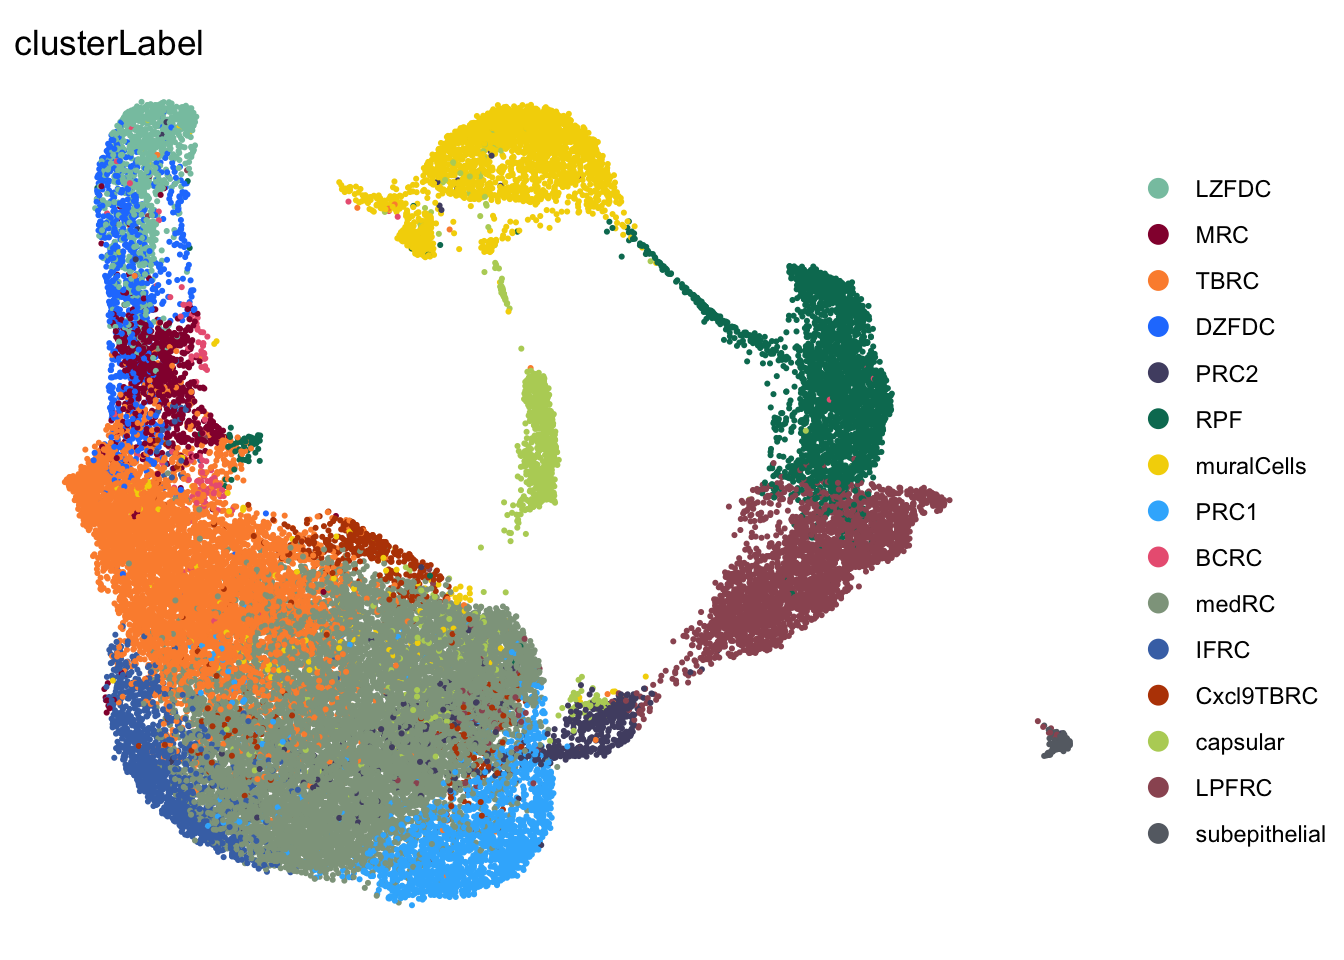 clusterLabel
LZFDC
MRC
TBRC
DZFDC
PRC2
RPF
muralCells
PRC1
BCRC
medRC
IFRC
Cxcl9TBRC
capsular
LPFRC
subepithelial